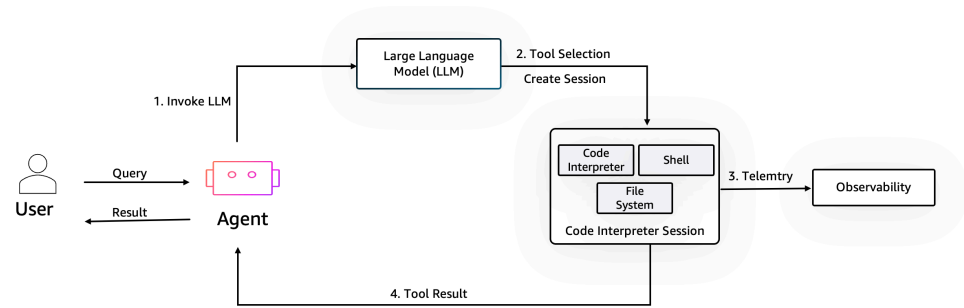 Large Language
Model (LLM)
2. Tool Selection
Create Session
1. Invoke LLM
Code
Interpreter
Shell
File
System
Code Interpreter Session
3. Telemtry
Observability
Query
Result
User
Agent
4. Tool Result